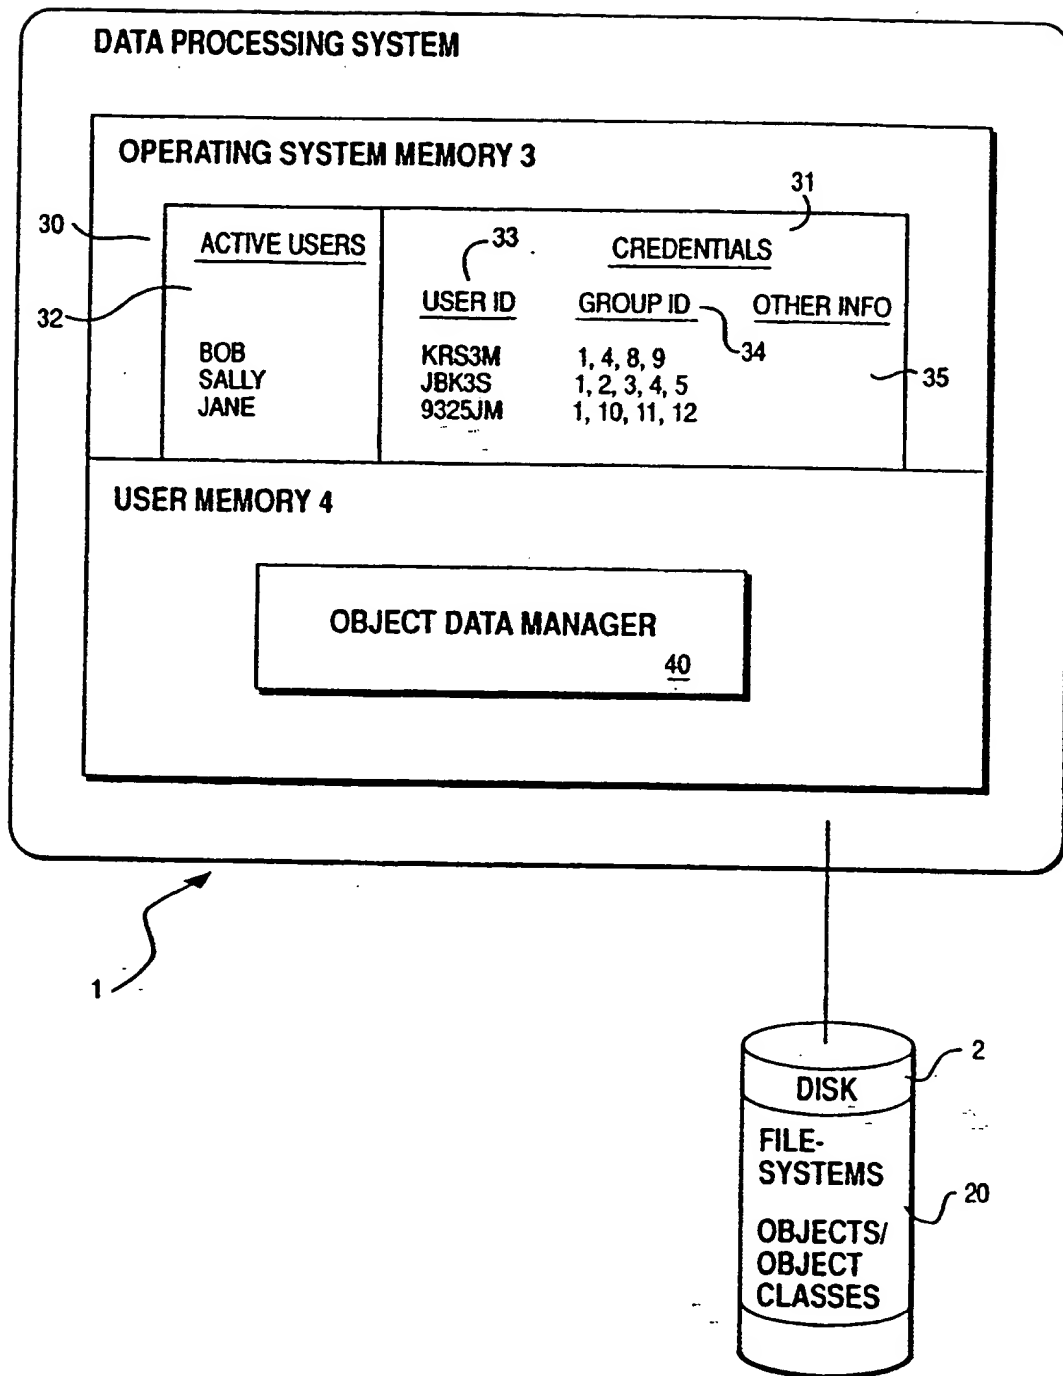 DATA PROCESSING SYSTEM
OPERATING SYSTEM MEMORY 3
31
30
ACTIVE USERS
33
CREDENTIALS
32
USER ID
GROUP ID
OTHER INFO
34
BOB
KRS3M
1, 4, 8, 9
35
SALLY
JBK3S
1, 2, 3, 4, 5
JANE
9325JM
1, 10, 11, 12
USER MEMORY 4
OBJECT DATA MANAGER
40
1
2
DISK
FILE-
SYSTEMS
20
OBJECTS/
OBJECT
CLASSES